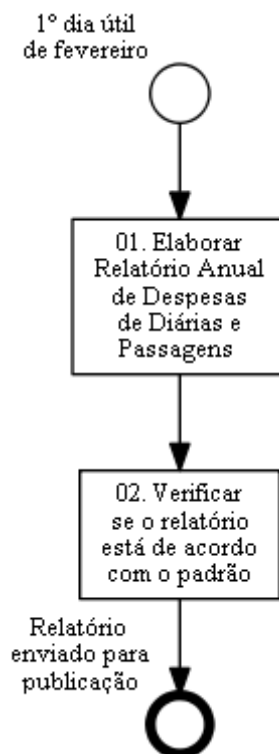 1º dia útil
de fevereiro
01. Elaborar
Relatório Anual
de Despesas
de Diárias e
Passagens
02. Verificar
se o relatório
está de acordo
com o padrão
Relatório
enviado para
publicação